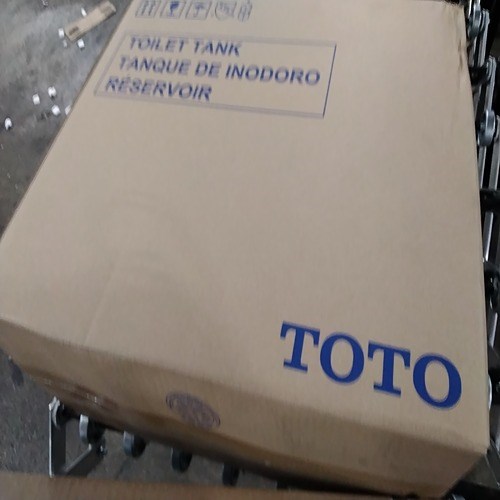 TOILET TANK
TANQUE DE INODORO
RÉSERVOIR
TOTO